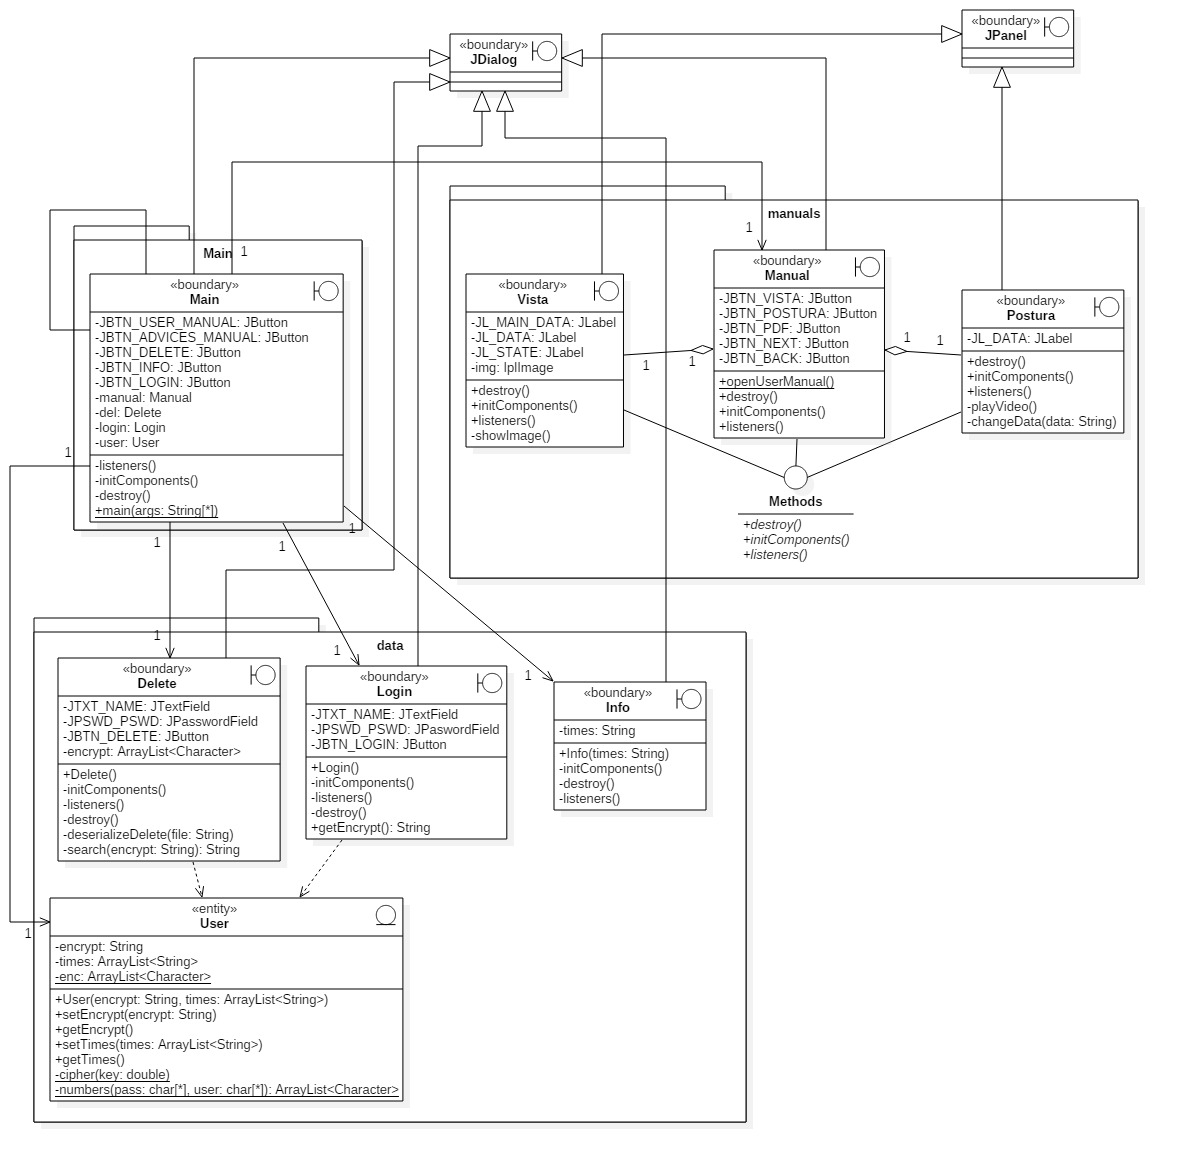 «boundary»
JDialog
«boundary»
JPanel
Main
1
«boundary»
Main
-JBTN_USER_MANUAL: JButton
-JBTN_ADVICES_MANUAL: JButton
-JBTN_DELETE: JButton
-JBTN_INFO: JButton
-JBTN_LOGIN: JButton
-manual: Manual
-del: Delete
-login: Login
-user: User
-listeners()
-initComponents()
-destroy()
+main(args: String[*])
1
1
1
1
manuals
1
«boundary»
Vista
-JL_MAIN_DATA: JLabel
-JL_DATA: JLabel
-JL_STATE: JLabel
-img: IplImage
+destroy()
+initComponents()
+listeners()
-showImage()
1
1
«boundary»
Manual
-JBTN_VISTA: JButton
-JBTN_POSTURA: JButton
-JBTN_PDF: JButton
-JBTN_NEXT: JButton
-JBTN_BACK: JButton
+openUserManual()
+destroy()
+initComponents()
+listeners()
1
1
«boundary»
Postura
-JL_DATA: JLabel
+destroy()
+initComponents()
+listeners()
-playVideo()
-changeData(data: String)
Methods
+destroy()
+initComponents()
+listeners()
data
1
1
1
«boundary»
Delete
-JTXT_NAME: JTextField
-JPSWD_PSWD: JPasswordField
-JBTN_DELETE: JButton
-encrypt: ArrayList<Character>
+Delete()
-initComponents()
-listeners()
-destroy()
-deserializeDelete(file: String)
-search(encrypt: String): String
«boundary»
Login
-JTXT_NAME: JTextField
-JPSWD_PSWD: JPaswordField
-JBTN_LOGIN: JButton
+Login()
-initComponents()
-listeners()
-destroy()
+getEncrypt(): String
«boundary»
Info
-times: String
+Info(times: String)
-initComponents()
-destroy()
-listeners()
1
«entity»
User
-encrypt: String
-times: ArrayList<String>
-enc: ArrayList<Character>
+User(encrypt: String, times: ArrayList<String>)
+setEncrypt(encrypt: String)
+getEncrypt()
+setTimes(times: ArrayList<String>)
+getTimes()
-cipher(key: double)
-numbers(pass: char[*], user: char[*]): ArrayList<Character>